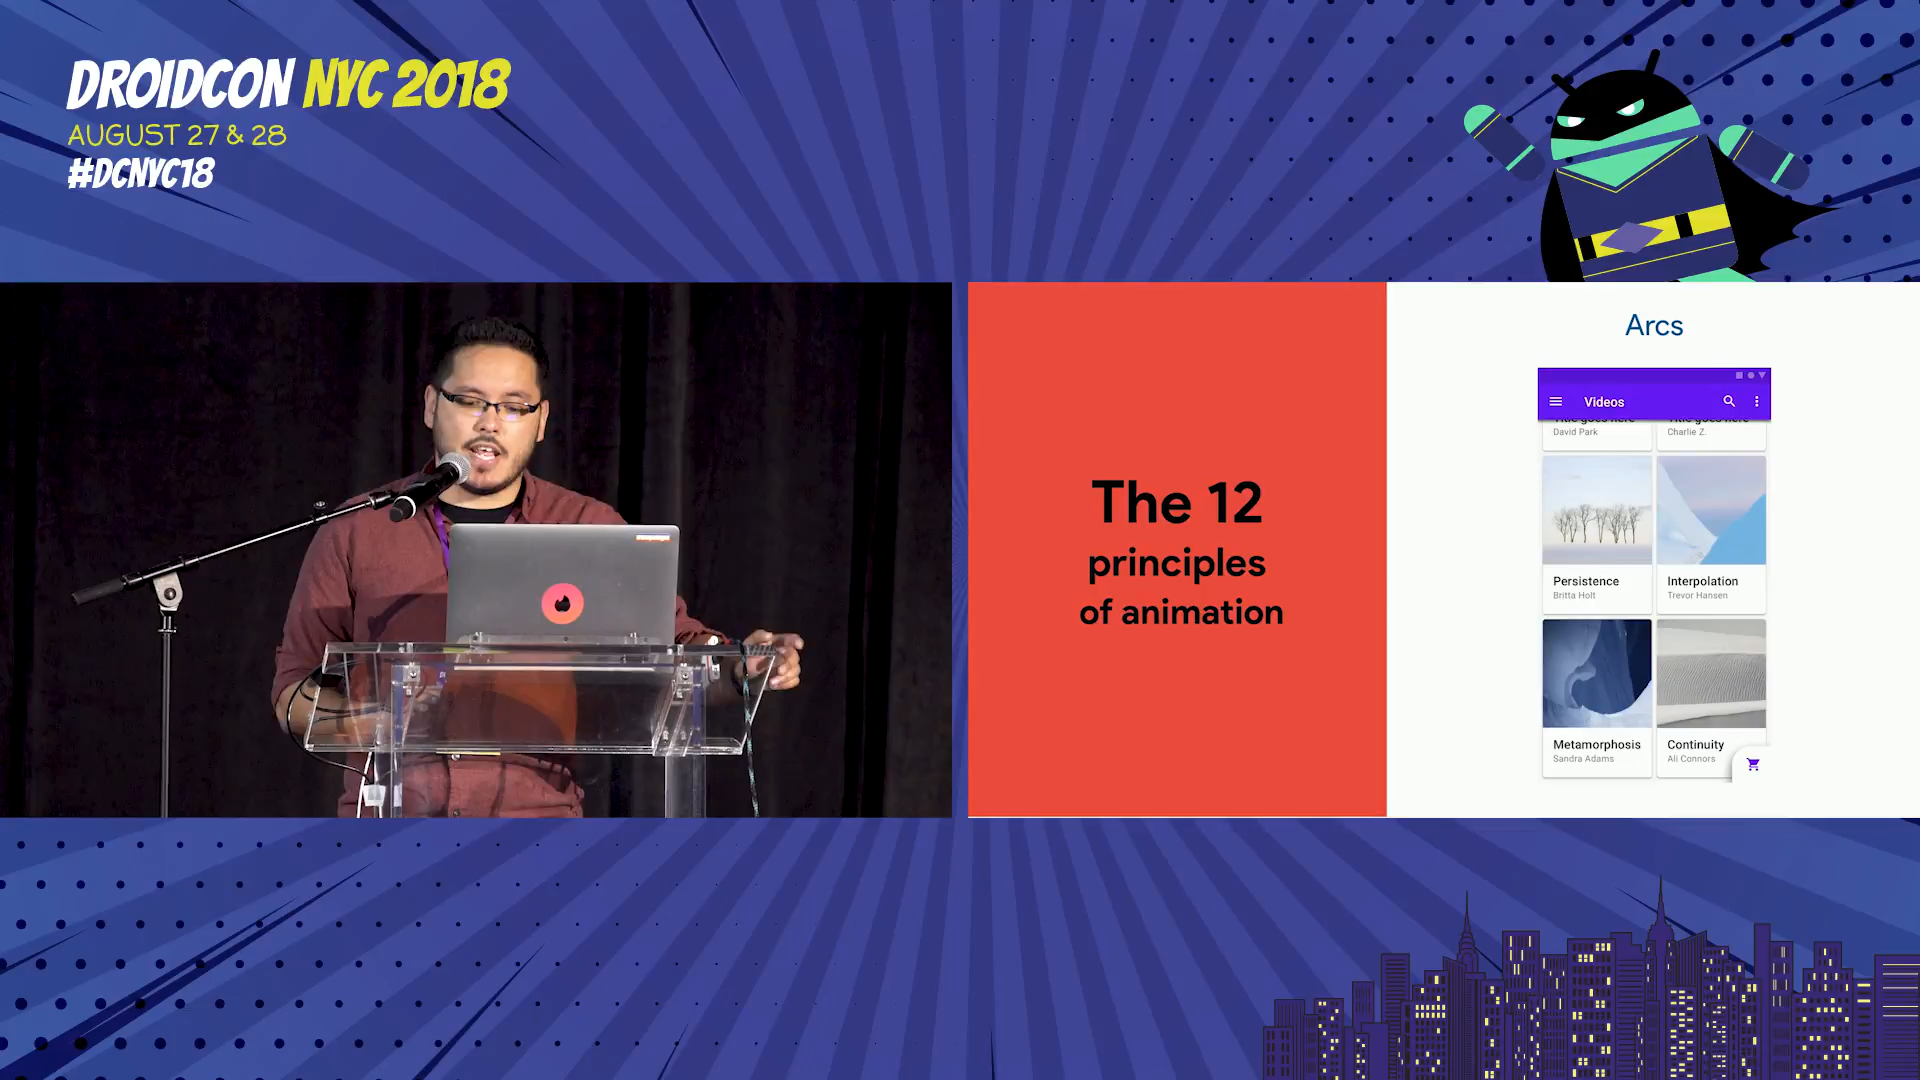 DROIDCON NYC 2018
AUGUST 27 & 28
#DCNYC18
The 12
principles
of animation
Arcs
Videos
David Park
Charlie Z.
Persistence
Britta Holt
Interpolation
Trevor Hansen
Metamorphosis
Sandra Adams
Continuity
Ali Connors